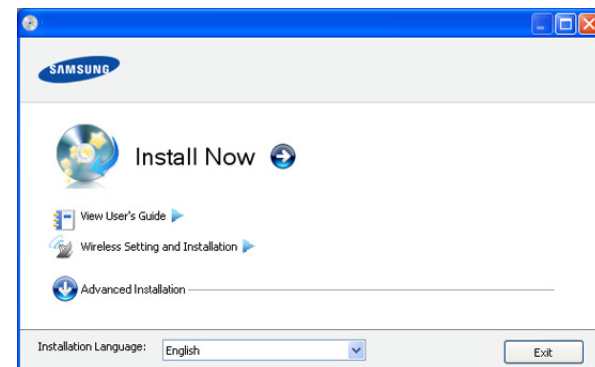 SAMSUNG
Install Now
View User's Guide
Wireless Setting and Installation
Advanced Installation
Installation Language: English Exit